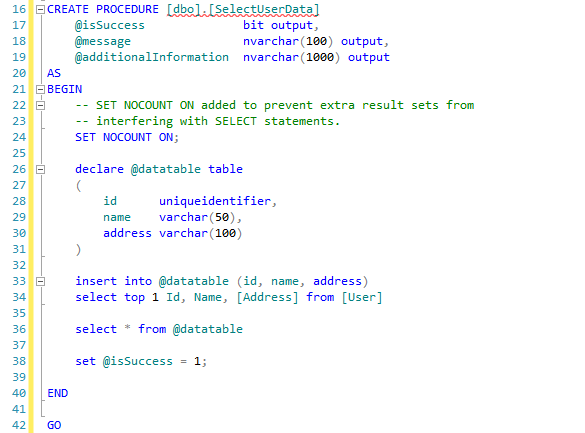 16 CREATE PROCEDURE [dbo].[SelectUserData]
17     @isSuccess              bit output,
18     @message                nvarchar(100) output,
19     @additionalInformation  nvarchar(1000) output
20 AS
21 BEGIN
22     -- SET NOCOUNT ON added to prevent extra result sets from
23     -- interfering with SELECT statements.
24     SET NOCOUNT ON;
25
26     declare @datatable table
27     (
28         id      uniqueidentifier,
29         name    varchar(50),
30         address varchar(100)
31     )
32
33     insert into @datatable (id, name, address)
34     select top 1 Id, Name, [Address] from [User]
35
36     select * from @datatable
37
38     set @isSuccess = 1;
39
40 END
41
42 GO